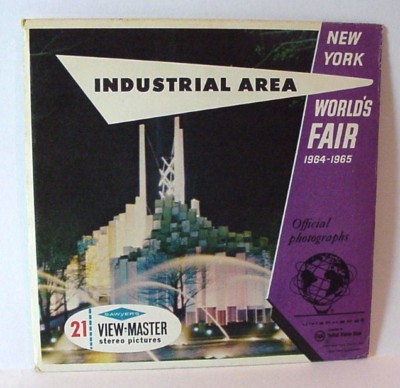 NEW
YORK
INDUSTRIAL AREA
WORLD'S
FAIR
1964-1965
Official
photographs
SAWYER'S
21 VIEW-MASTER
stereo pictures